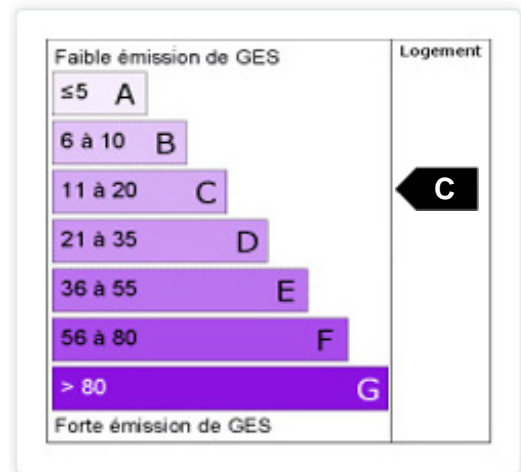 Faible émission de GES
Logement
≤5 A
6 à 10 B
11 à 20 C
C
21 à 35 D
36 à 55 E
56 à 80 F
> 80 G
Forte émission de GES